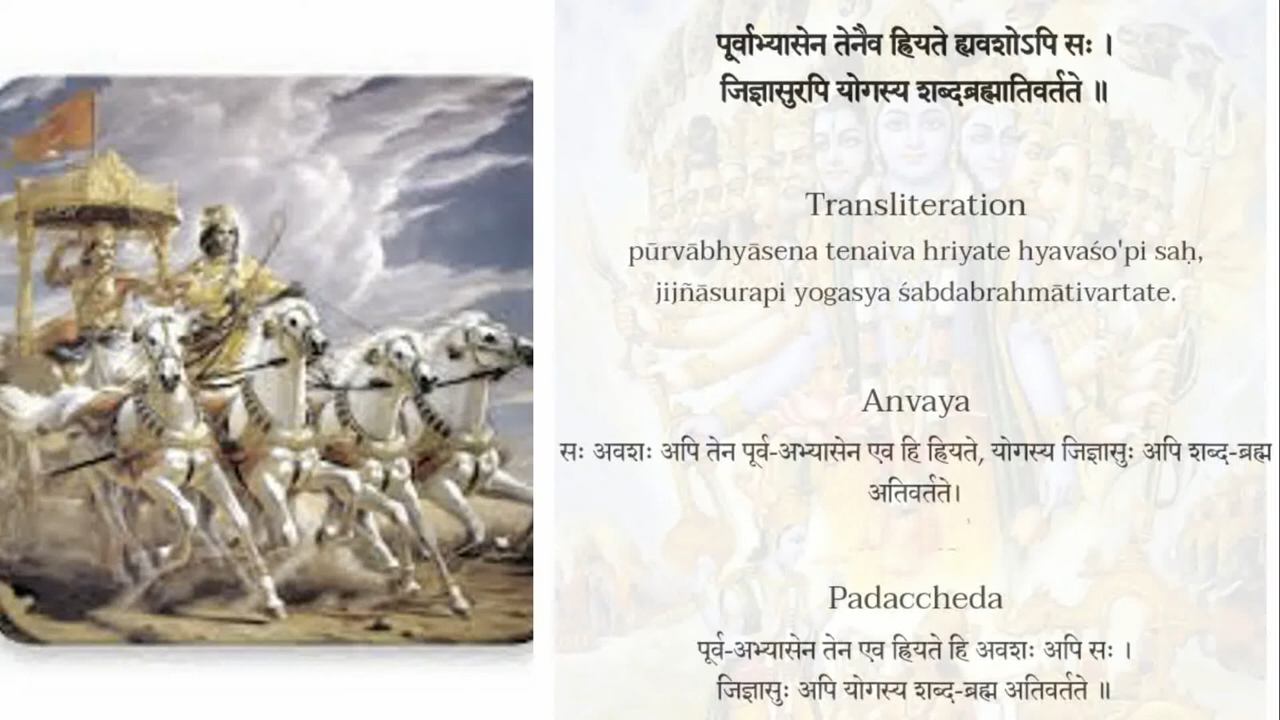 पूर्वाभ्यासेन तेनैव ह्रियते ह्यवशोऽपि सः ।
जिज्ञासुरपि योगस्य शब्दब्रह्मातिवर्तते ॥
Transliteration
pūrvābhyāsena tenaiva hriyate hyavaśo'pi saḥ,
jijñāsurapi yogasya śabdabrahmātivartate.
Anvaya
सः अवशः अपि तेन पूर्व-अभ्यासेन एव हि ह्रियते, योगस्य जिज्ञासुः अपि शब्द-ब्रह्म
अतिवर्तते।
Padaccheda
पूर्व-अभ्यासेन तेन एव ह्रियते हि अवशः अपि सः ।
जिज्ञासुः अपि योगस्य शब्द-ब्रह्म अतिवर्तते ॥